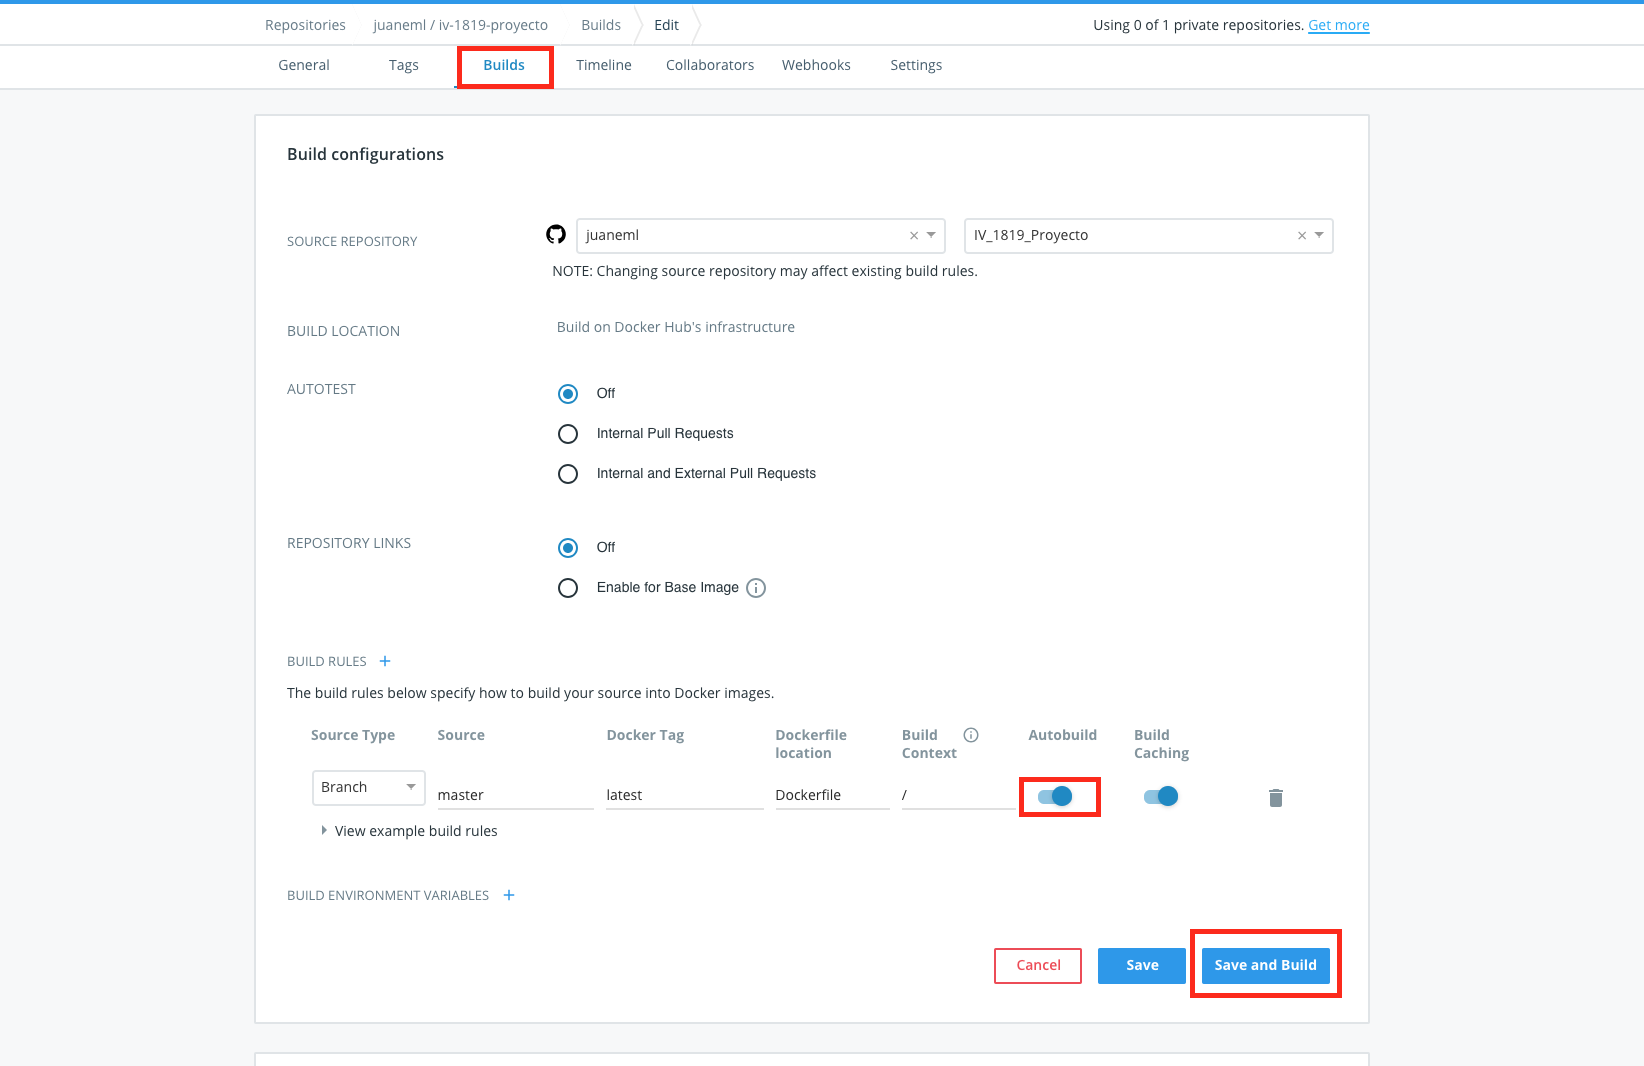 Repositories juaneml / iv-1819-proyecto Builds Edit Using 0 of 1 private repositories. Get more
General Tags Builds Timeline Collaborators Webhooks Settings
Build configurations
SOURCE REPOSITORY juaneml × IV_1819_Proyecto ×
NOTE: Changing source repository may affect existing build rules.
BUILD LOCATION Build on Docker Hub's infrastructure
AUTOTEST Off
Internal Pull Requests
Internal and External Pull Requests
REPOSITORY LINKS Off
Enable for Base Image i
BUILD RULES +
The build rules below specify how to build your source into Docker images.
Source Type Source Docker Tag Dockerfile location Build Context i Autobuild Build Caching
Branch master latest Dockerfile /
View example build rules
BUILD ENVIRONMENT VARIABLES +
Cancel Save Save and Build